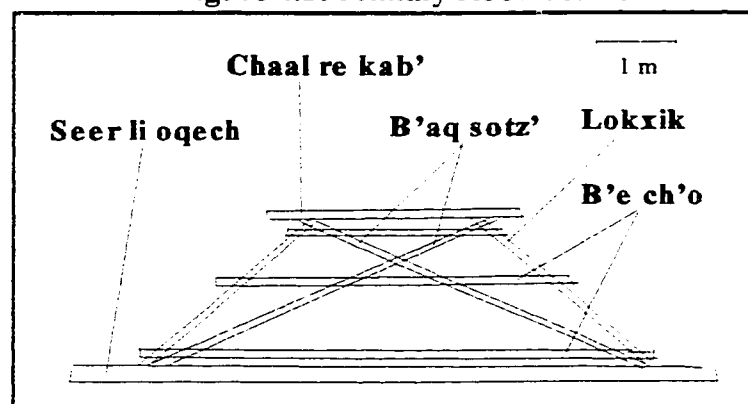 Chaal re kab'
1 m
Seer li oqech
B'aq sotz'
Lokxik
B'e ch'o